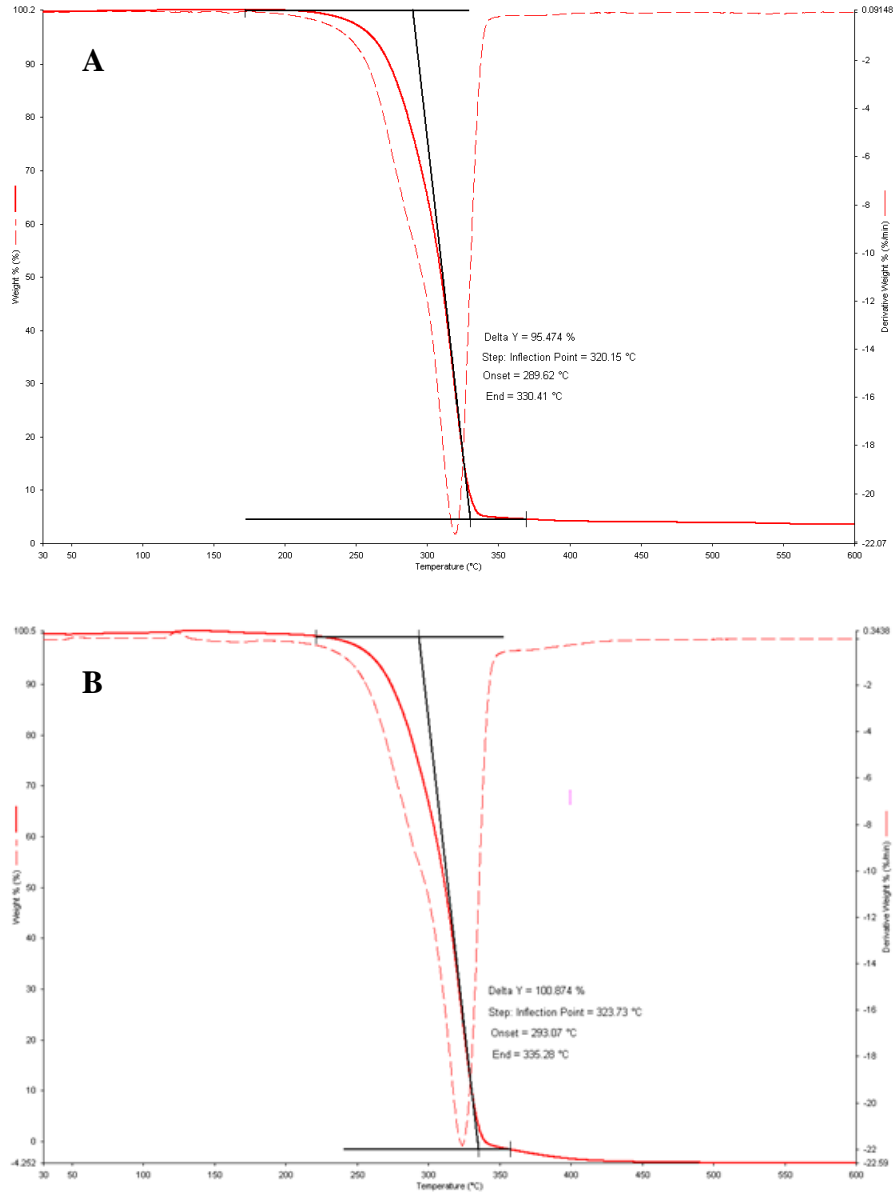 100.2
90
80
70
60
50
40
30
20
10
0
Weight % (%)
A
0.09148
-2
-4
-6
-8
-10
-12
-14
-16
-18
-20
-22.07
Derivative Weight % (%/min)
Delta Y = 95.474 %
Step: Inflection Point = 320.15 °C
Onset = 289.62 °C
End = 330.41 °C
30 50 100 150 200 250 300 350 400 450 500 550 600
Temperature (°C)
100.5
90
80
70
60
50
40
30
20
10
0
-4.252
Weight % (%)
B
0.3438
-2
-4
-6
-8
-10
-12
-14
-16
-18
-20
-22
-22.59
Derivative Weight % (%/min)
Delta Y = 100.874 %
Step: Inflection Point = 323.73 °C
Onset = 293.07 °C
End = 335.28 °C
30 50 100 150 200 250 300 350 400 450 500 550 600
Temperature (°C)